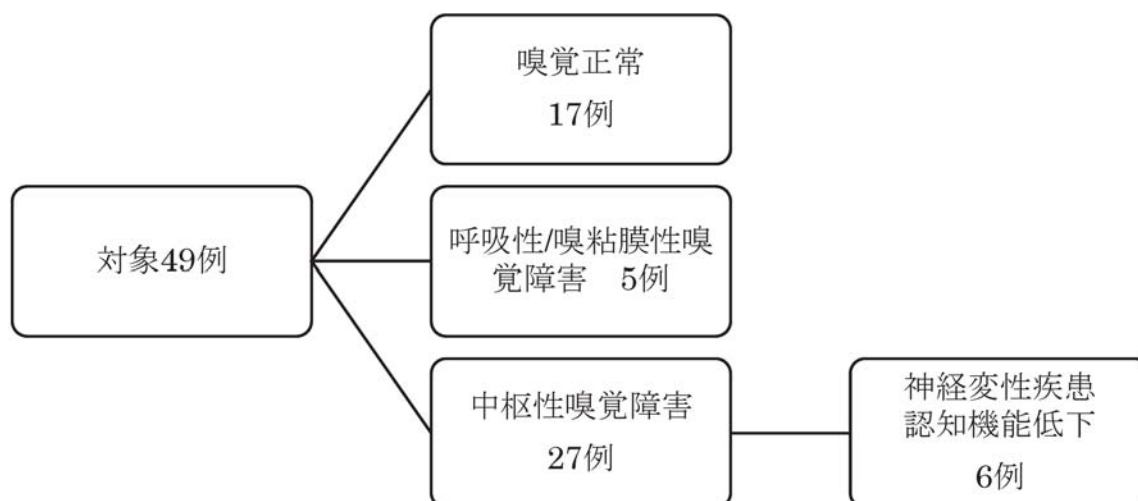 嗅覚正常
17例
対象49例
呼吸性/嗅粘膜性嗅
覚障害　5例
中枢性嗅覚障害
27例
神経変性疾患
認知機能低下
6例